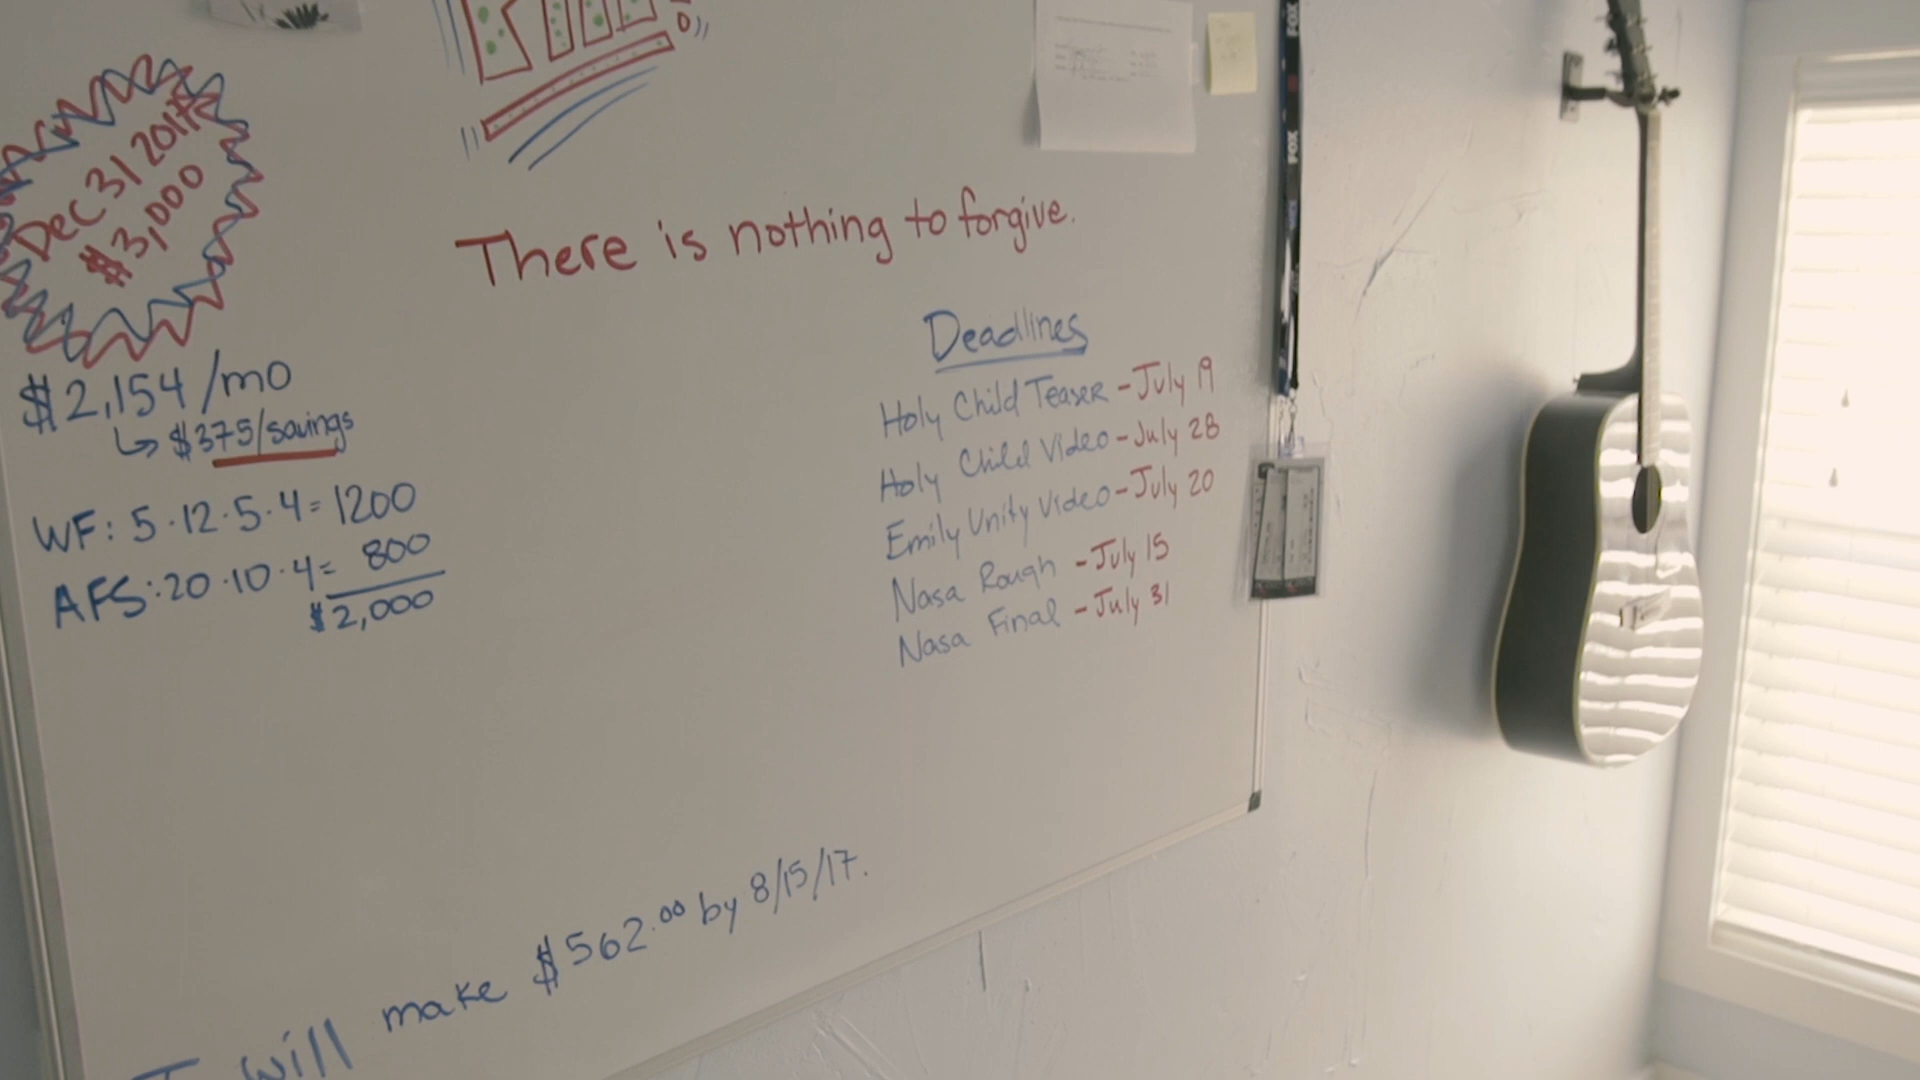 Dec 31 2017
$3,000
There is nothing to forgive.
$2,154/mo
↳ $375/savings
WF: 5·12·5·4= 1200
AFS: 20·10·4= 800
$2,000
Deadlines
Holy Child Teaser - July 19
Holy Child Video - July 28
Emily Unity Video - July 20
Nasa Rough - July 15
Nasa Final - July 31
I will make $562.00 by 8/15/17.
FOX
FOX